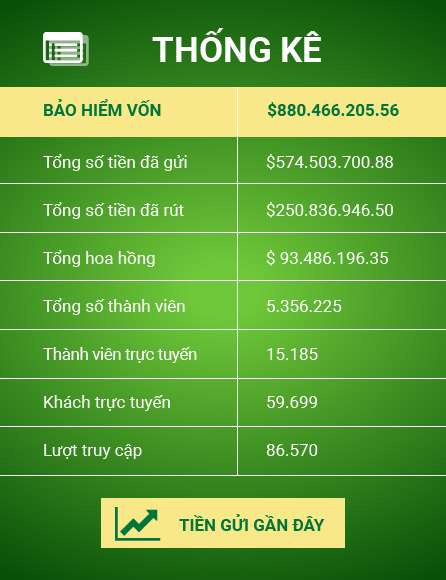 THỐNG KÊ
BẢO HIỂM VỐN $880.466.205.56
Tổng số tiền đã gửi $574.503.700.88
Tổng số tiền đã rút $250.836.946.50
Tổng hoa hồng $ 93.486.196.35
Tổng số thành viên 5.356.225
Thành viên trực tuyến 15.185
Khách trực tuyến 59.699
Lượt truy cập 86.570
TIỀN GỬI GẦN ĐÂY